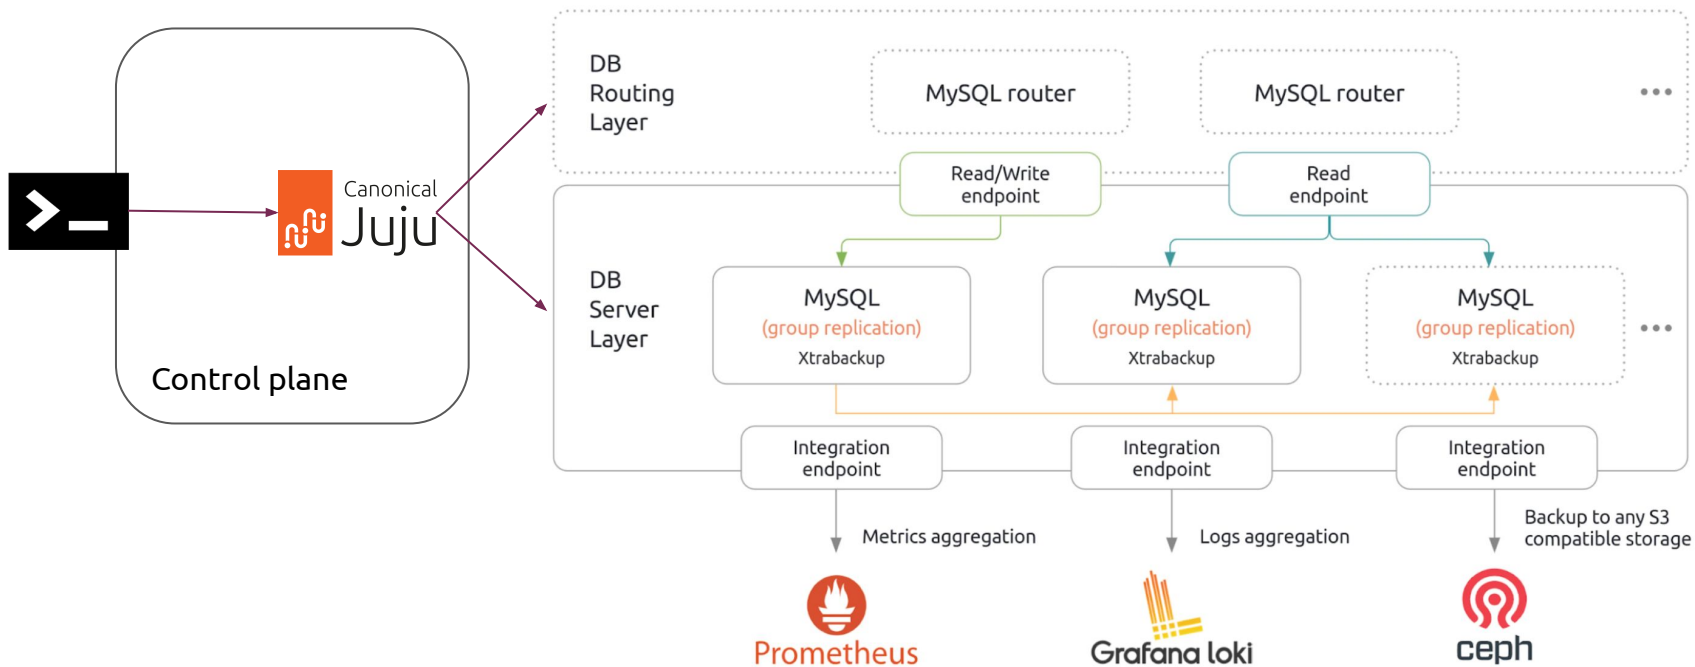 DB
Routing
Layer
MySQL router
MySQL router
...
Read/Write
endpoint
Read
endpoint
>_
Canonical
Juju
Control plane
DB
Server
Layer
MySQL
(group replication)
Xtrabackup
MySQL
(group replication)
Xtrabackup
MySQL
(group replication)
Xtrabackup
...
Integration
endpoint
Integration
endpoint
Integration
endpoint
Metrics aggregation
Logs aggregation
Backup to any S3
compatible storage
Prometheus
Grafana loki
ceph